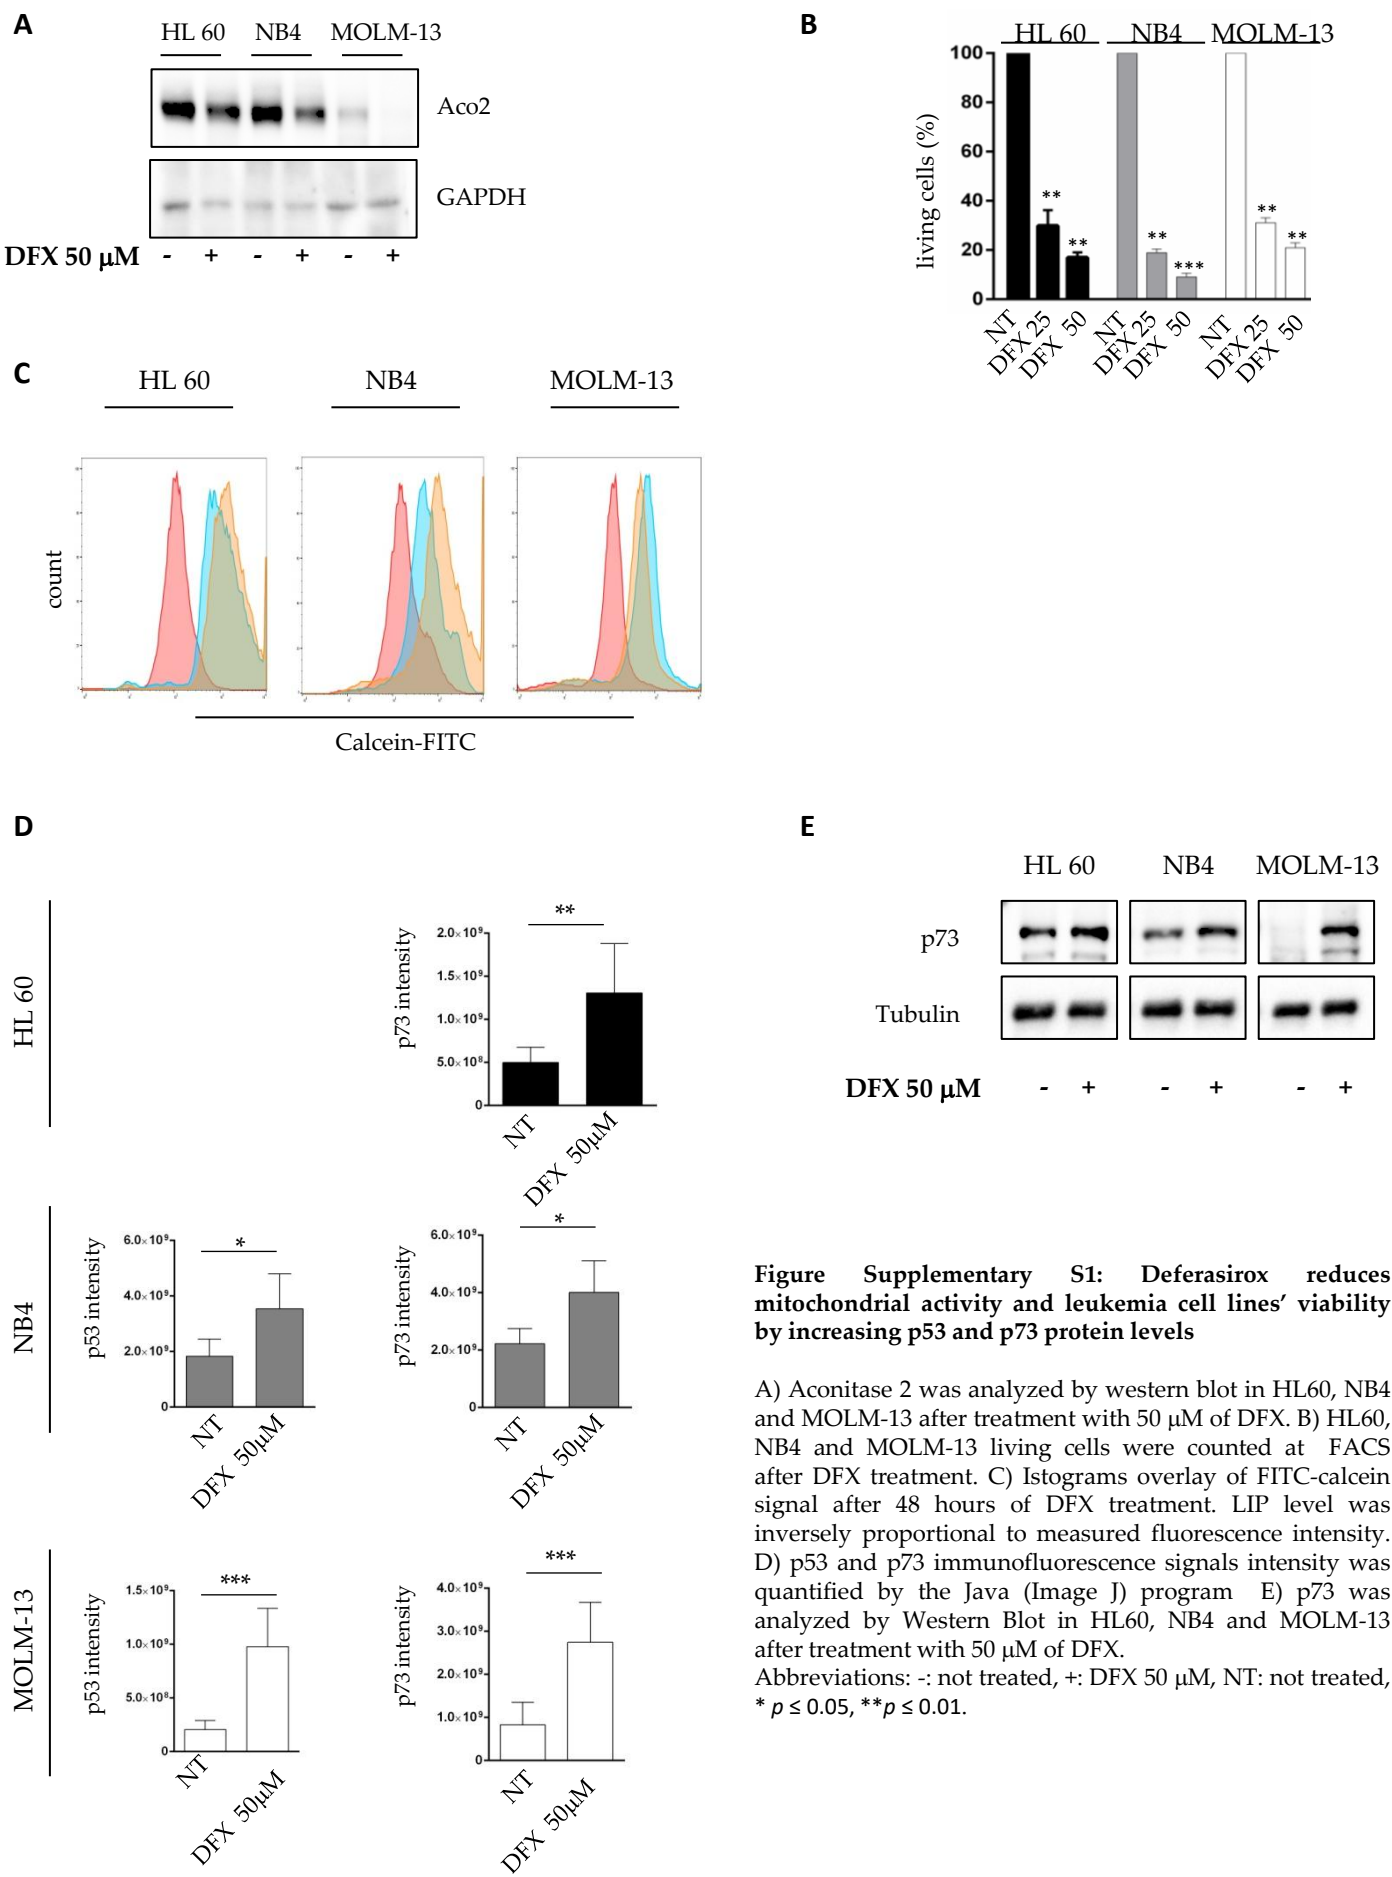 A
HL 60 NB4 MOLM-13
Aco2
GAPDH
DFX 50 µM - + - + - +
B
HL 60 NB4 MOLM-13
living cells (%)
100
80
60
40
20
0
** ** ** *** ** **
NT DFX 25 DFX 50 NT DFX 25 DFX 50 NT DFX 25 DFX 50
C
HL 60 NB4 MOLM-13
count
Calcein-FITC
D
HL 60
p73 intensity
**
2.0×10⁹
1.5×10⁹
1.0×10⁹
5.0×10⁸
0
NT DFX 50µM
NB4
p53 intensity
*
6.0×10⁹
4.0×10⁹
2.0×10⁹
0
NT DFX 50µM
p73 intensity
*
6.0×10⁹
4.0×10⁹
2.0×10⁹
0
NT DFX 50µM
MOLM-13
p53 intensity
***
1.5×10⁹
1.0×10⁹
5.0×10⁸
0
NT DFX 50µM
p73 intensity
***
4.0×10⁹
3.0×10⁹
2.0×10⁹
1.0×10⁹
0
NT DFX 50µM
E
HL 60 NB4 MOLM-13
p73
Tubulin
DFX 50 µM - + - + - +
Figure Supplementary S1: Deferasirox reduces
mitochondrial activity and leukemia cell lines’ viability
by increasing p53 and p73 protein levels
A) Aconitase 2 was analyzed by western blot in HL60, NB4
and MOLM-13 after treatment with 50 µM of DFX. B) HL60,
NB4 and MOLM-13 living cells were counted at FACS
after DFX treatment. C) Istograms overlay of FITC-calcein
signal after 48 hours of DFX treatment. LIP level was
inversely proportional to measured fluorescence intensity.
D) p53 and p73 immunofluorescence signals intensity was
quantified by the Java (Image J) program E) p73 was
analyzed by Western Blot in HL60, NB4 and MOLM-13
after treatment with 50 µM of DFX.
Abbreviations: -: not treated, +: DFX 50 µM, NT: not treated,
* p ≤ 0.05, **p ≤ 0.01.